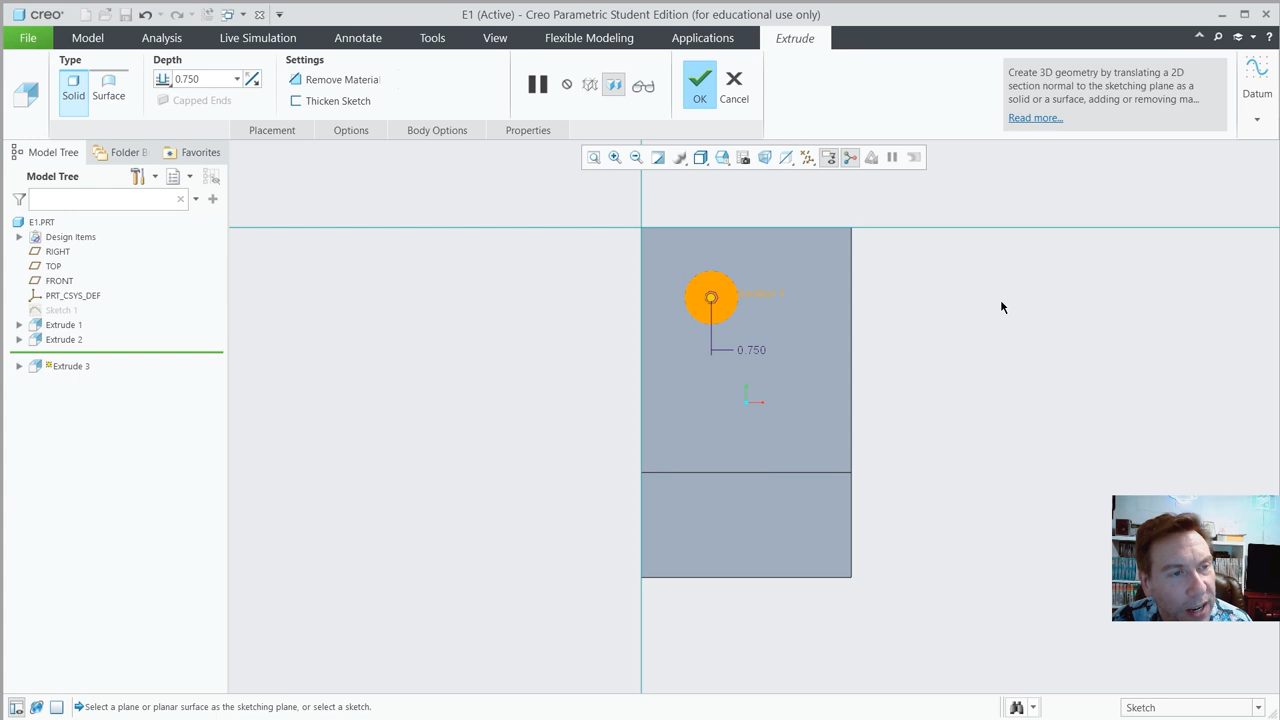 creo
E1 (Active) - Creo Parametric Student Edition (for educational use only)
File
Model
Analysis
Live Simulation
Annotate
Tools
View
Flexible Modeling
Applications
Extrude
Type
Solid
Surface
Depth
0.750
Capped Ends
Settings
Remove Material
Thicken Sketch
OK
Cancel
Create 3D geometry by translating a 2D
section normal to the sketching plane as a
solid or a surface, adding or removing ma...
Read more...
Datum
Placement
Options
Body Options
Properties
Model Tree
Folder B
Favorites
Model Tree
E1.PRT
Design Items
RIGHT
TOP
FRONT
PRT_CSYS_DEF
Sketch 1
Extrude 1
Extrude 2
Extrude 3
0.750
Select a plane or planar surface as the sketching plane, or select a sketch.
Sketch